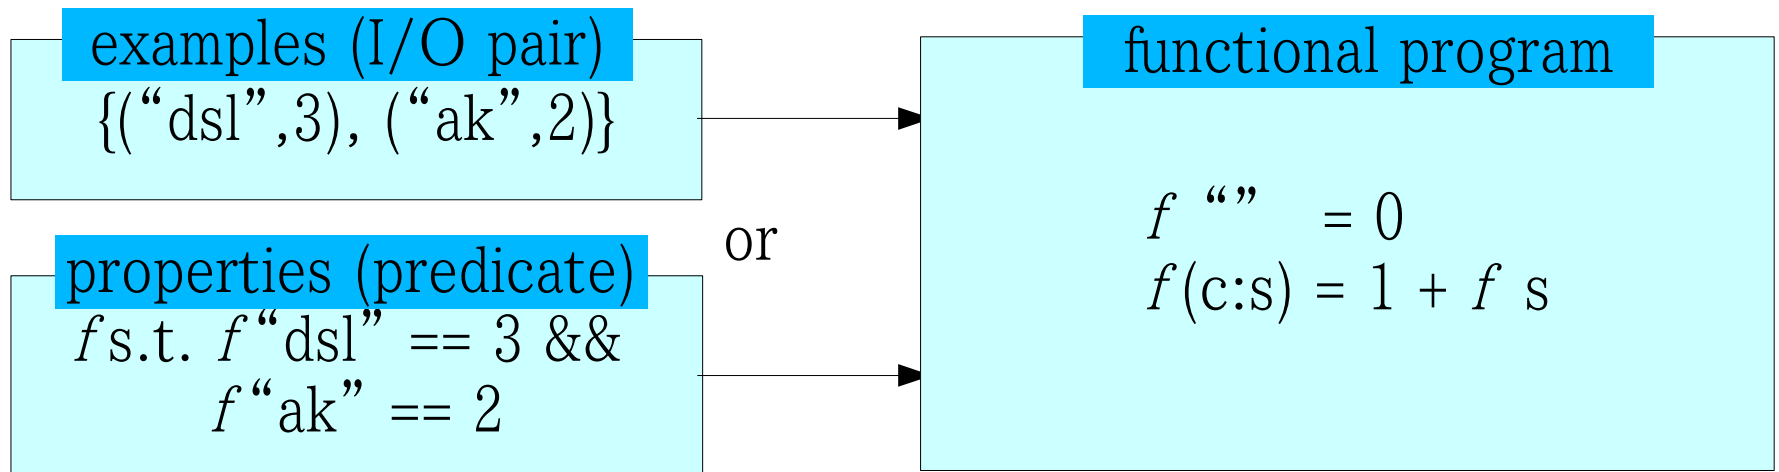 examples (I/O pair)
{(“dsl”,3), (“ak”,2)}
or
properties (predicate)
f s.t. f “dsl” == 3 &&
f “ak” == 2
functional program
f “” = 0
f(c:s) = 1 + f s